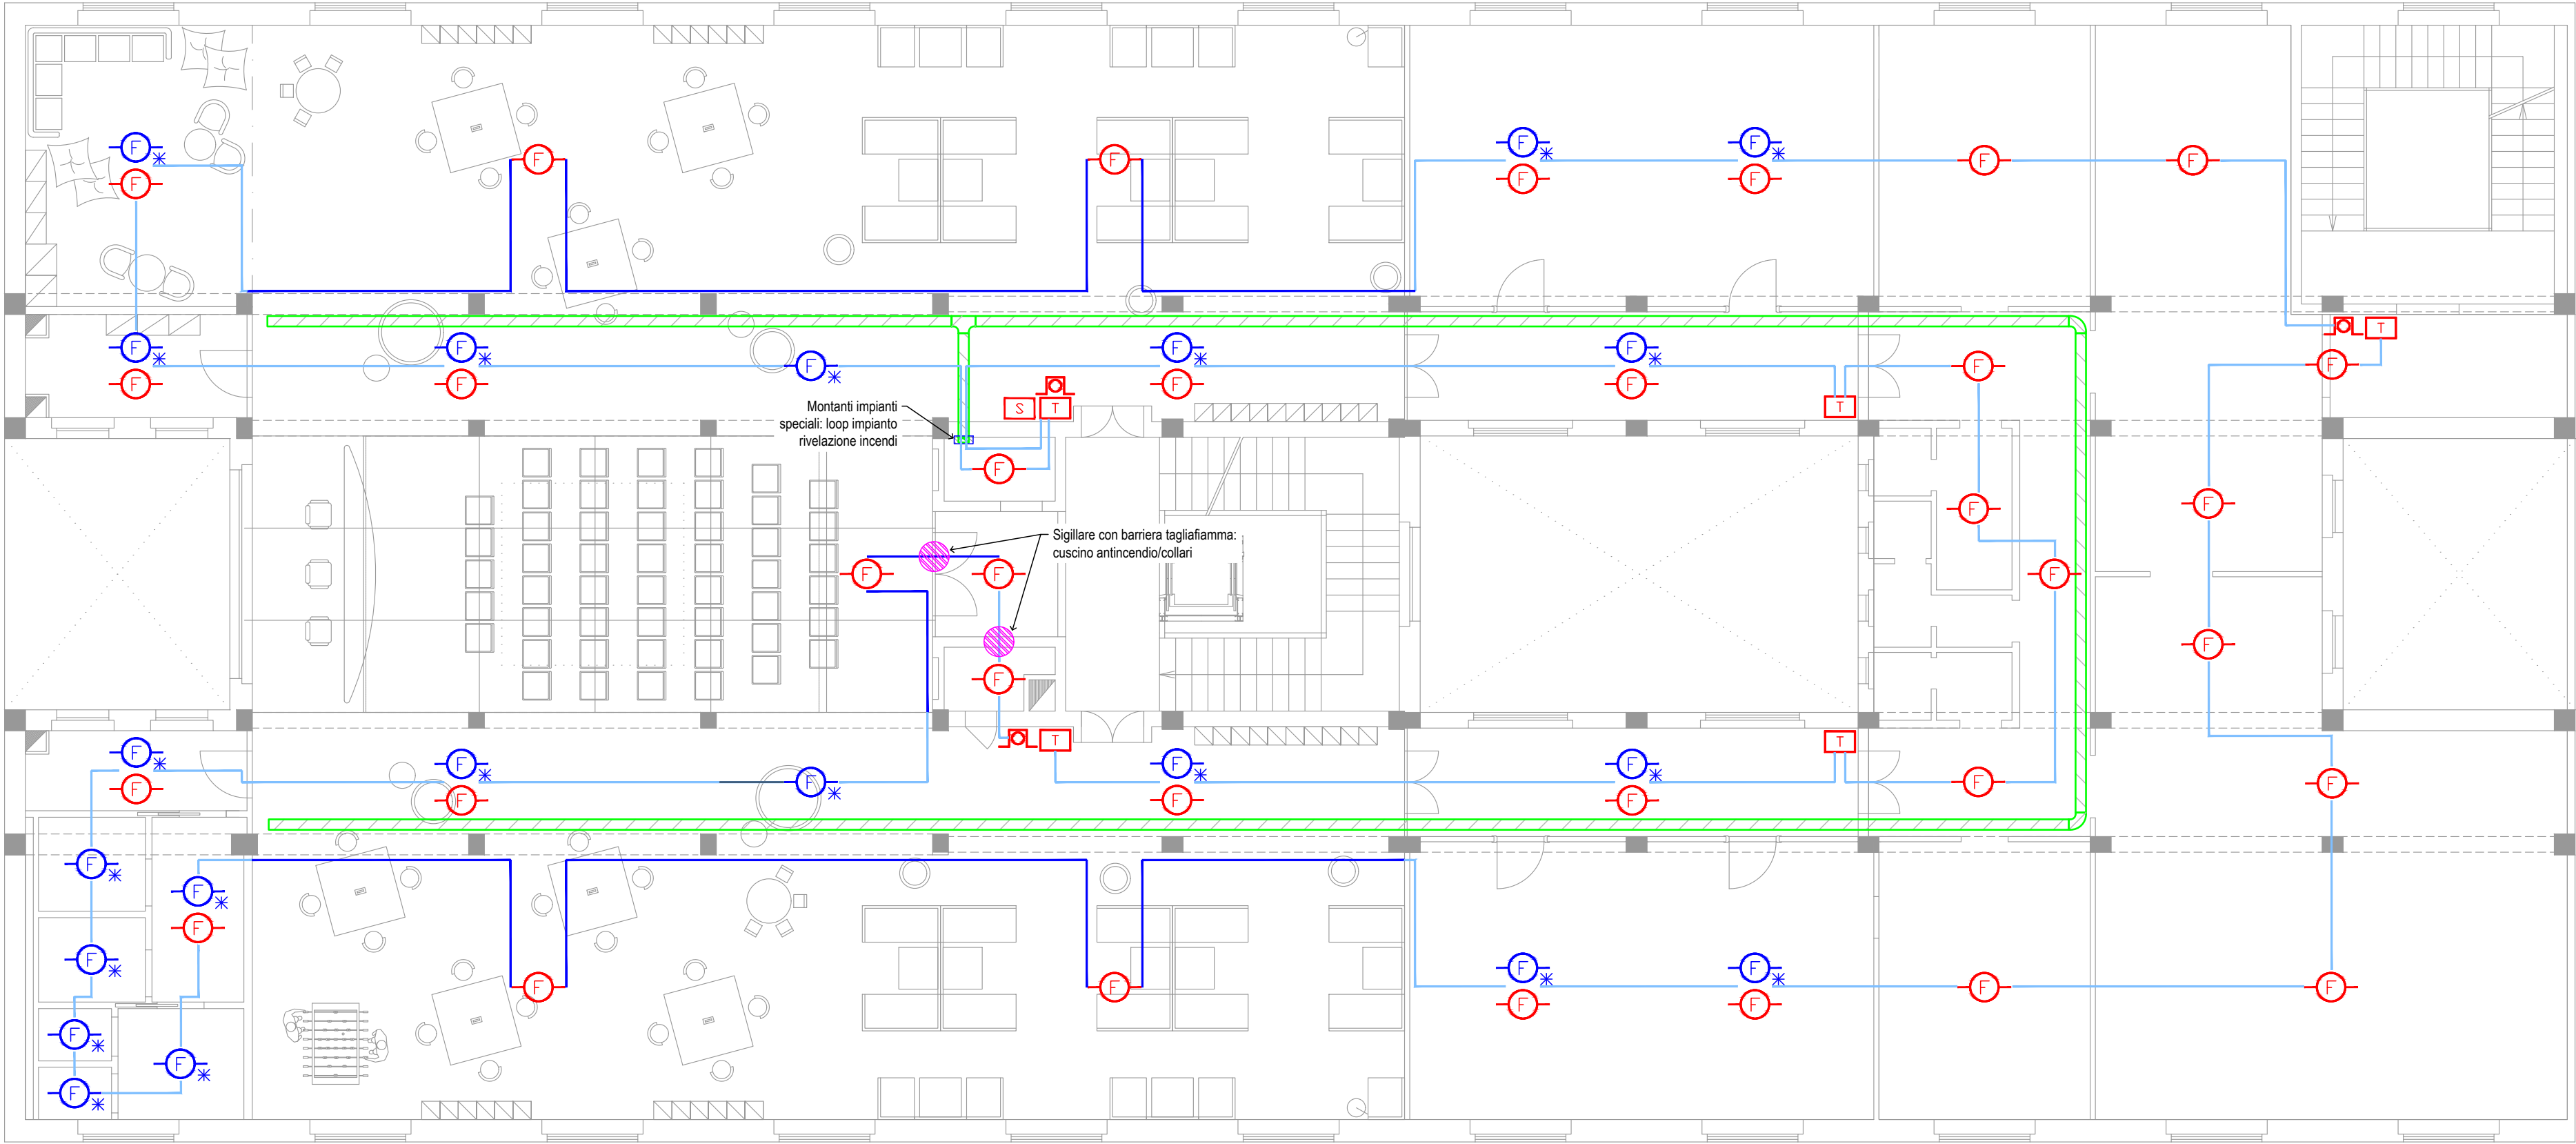 F F F F F F F
F F F
T
F F F F
F F F
F F F F
Montanti impianti
S T T
speciali: loop impianto
rivelazione incendi
F
F F
Sigillare con barriera tagliafiamma:
cuscino antincendio/collari
F F F
F
F
T T
F F F F
F F F
F F F F
F
F
F
F F F
F F F F
F F
F
F
F